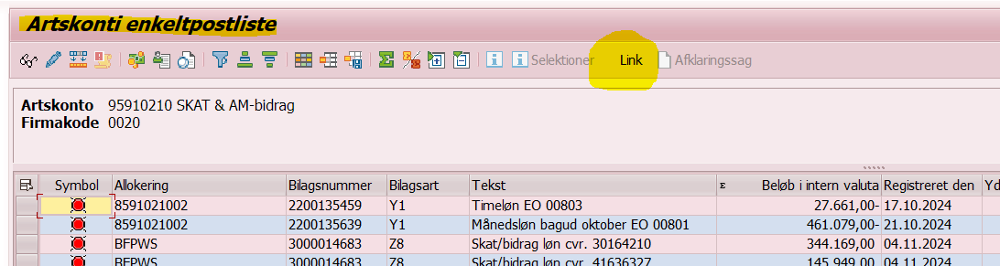 Artskonti enkeltpostliste
Selektioner Link Afklaringssag
Artskonto 95910210 SKAT & AM-bidrag
Firmakode 0020
Symbol Allokering Bilagsnummer Bilagsart Tekst Σ Beløb i intern valuta Registreret den Yd
8591021002 2200135459 Y1 Timeløn EO 00803 27.661,00- 17.10.2024
8591021002 2200135639 Y1 Månedsløn bagud oktober EO 00801 461.079,00- 21.10.2024
BFPWS 3000014683 Z8 Skat/bidrag løn cvr. 30164210 344.169,00 04.11.2024
BFPWS 3000014683 Z8 Skat/bidrag løn cvr. 41636327 145.949,00 04.11.2024